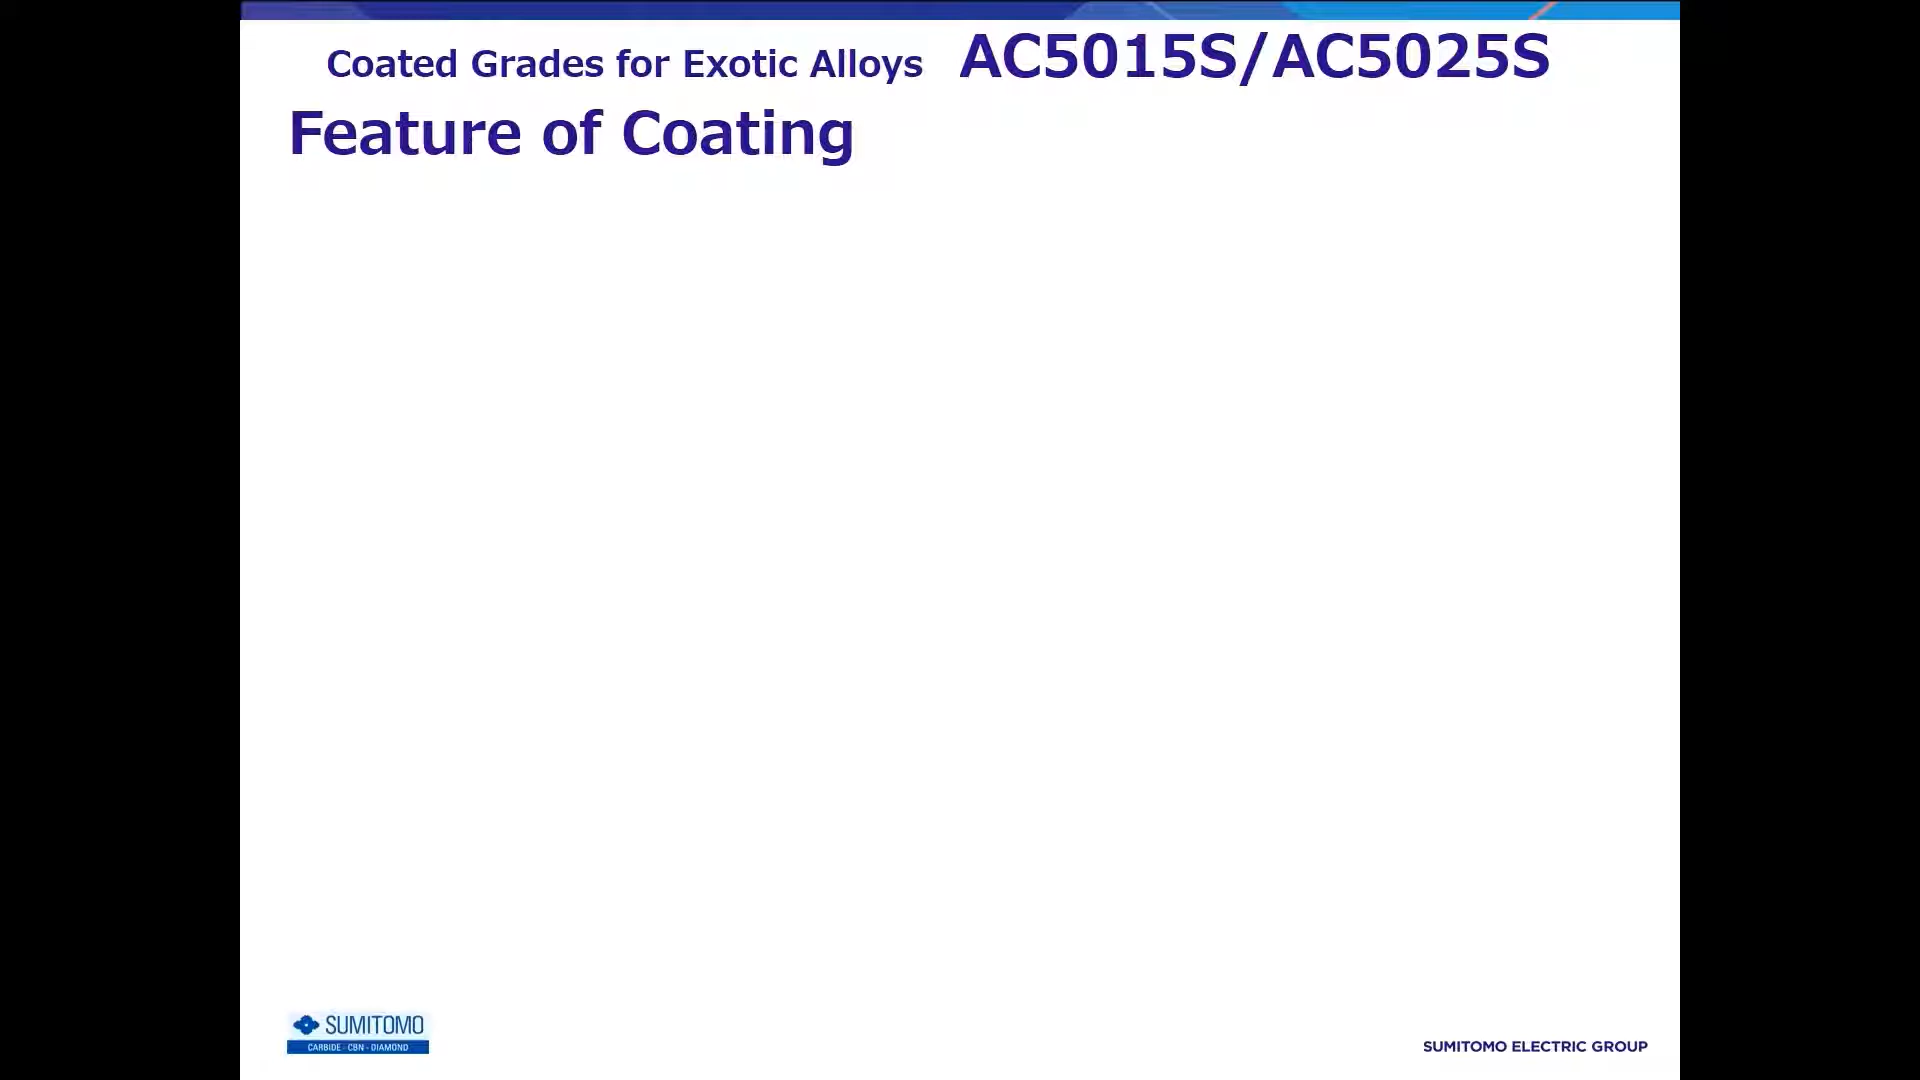 Coated Grades for Exotic Alloys AC5015S/AC5025S
Feature of Coating
SUMITOMO
CARBIDE - CBN - DIAMOND
SUMITOMO ELECTRIC GROUP